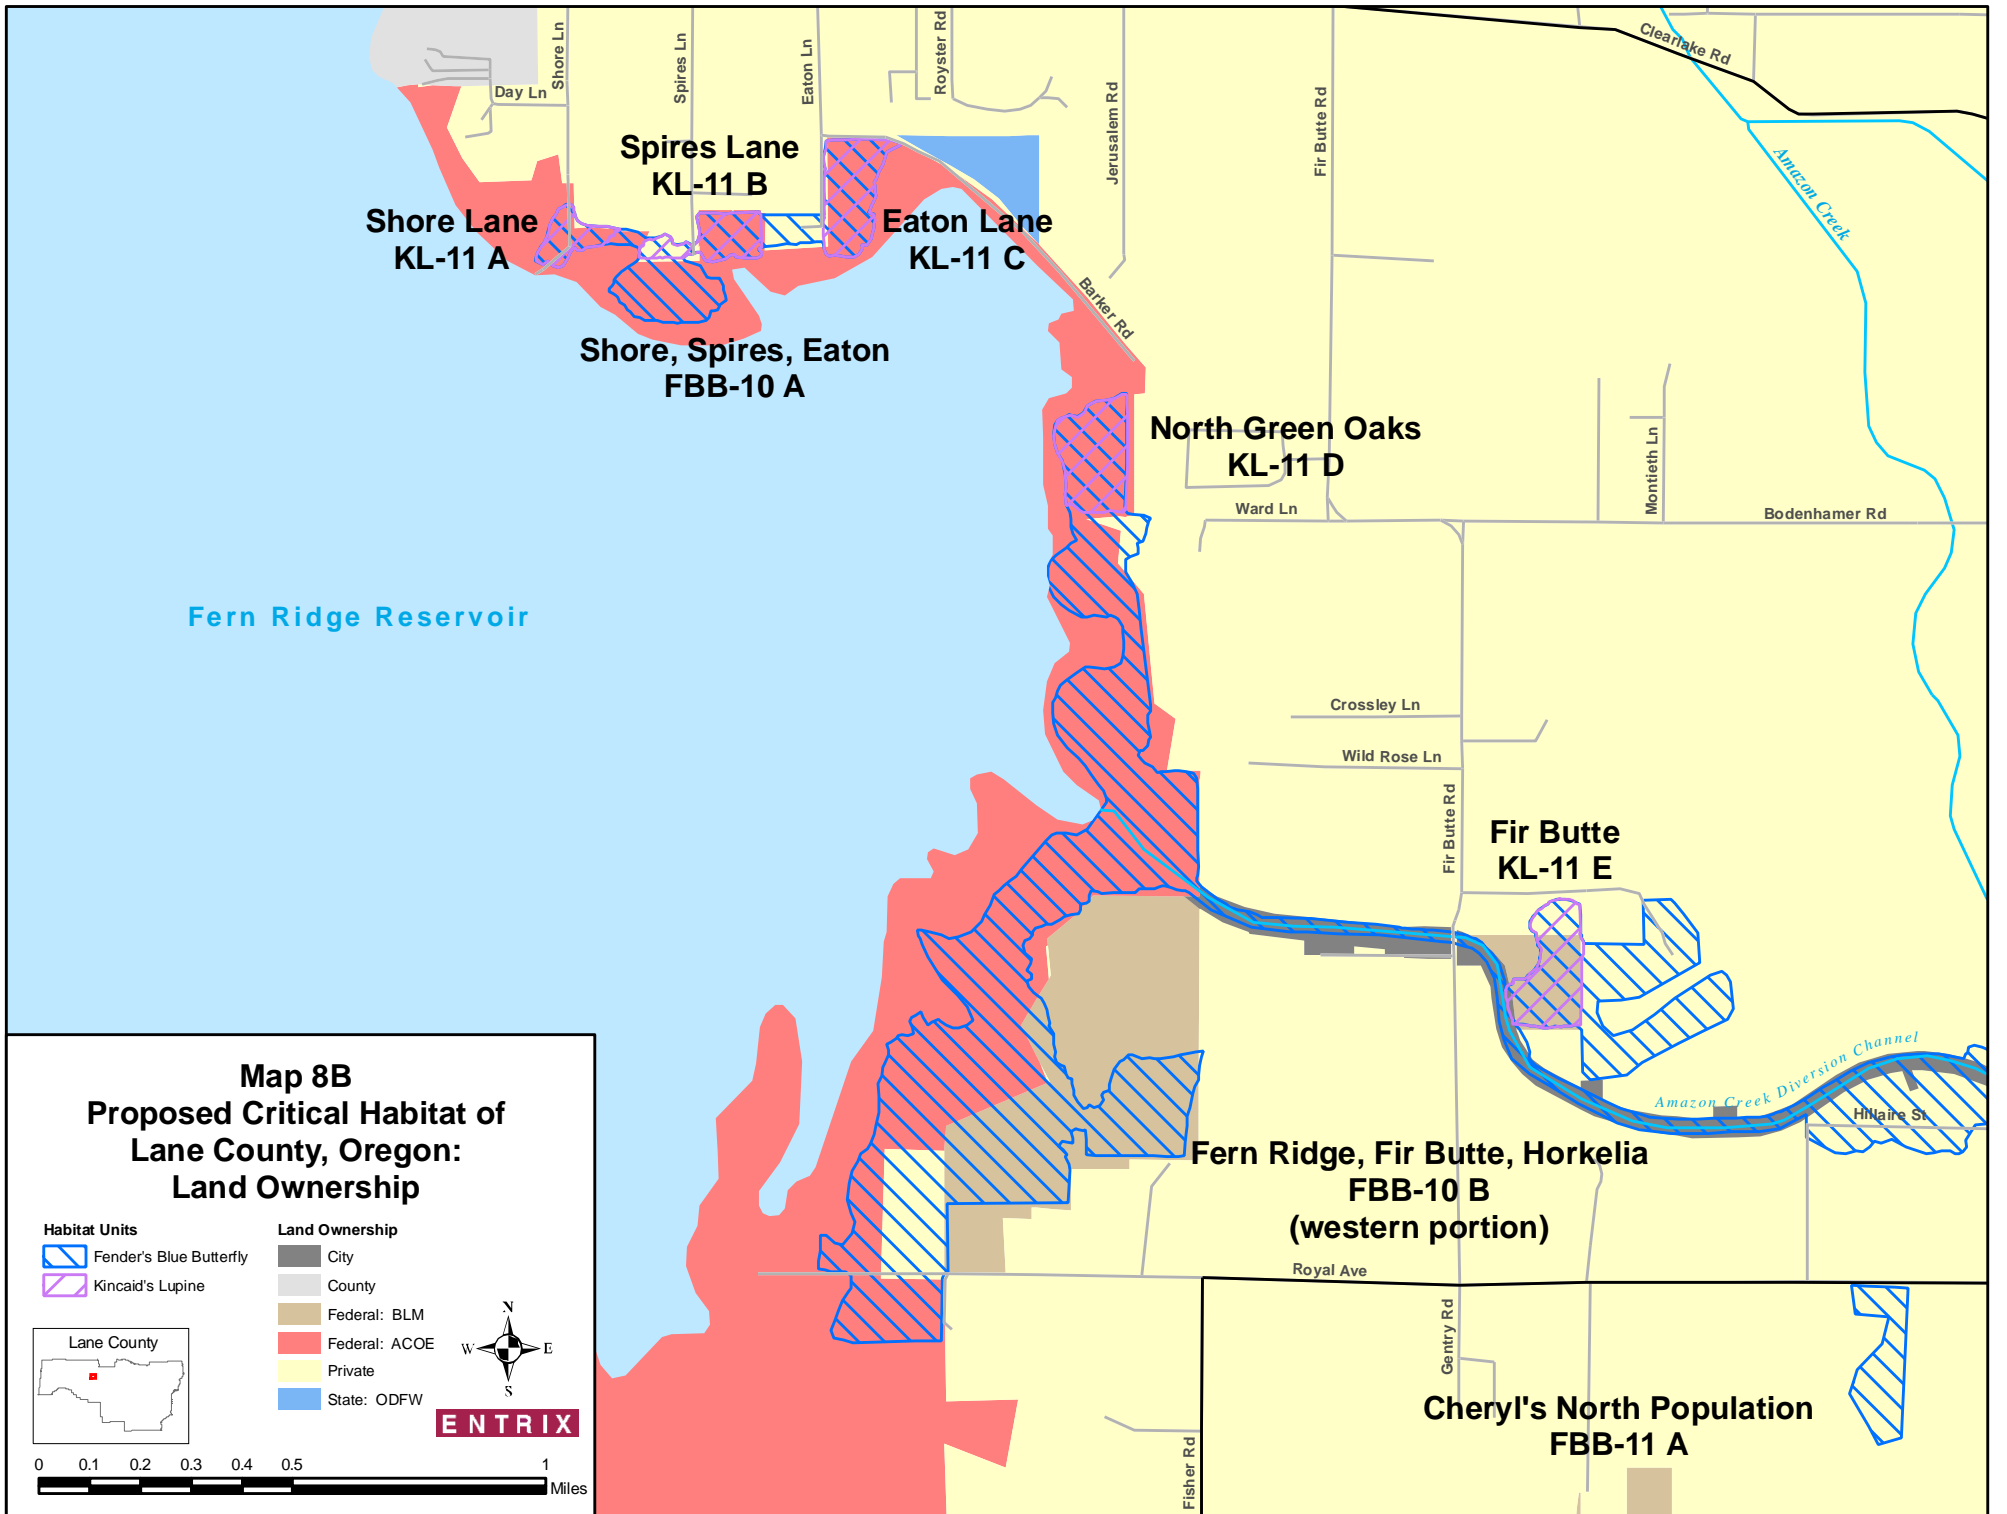 Clearlake Rd
Shore Ln
Spires Ln
Eaton Ln
Royster Rd
Day Ln
Jerusalem Rd
Fir Butte Rd
Amazon Creek
Spires Lane
KL-11 B
Shore Lane
KL-11 A
Eaton Lane
KL-11 C
Barker Rd
Shore, Spires, Eaton
FBB-10 A
North Green Oaks
KL-11 D
Montieth Ln
Ward Ln
Bodenhamer Rd
Fern Ridge Reservoir
Crossley Ln
Wild Rose Ln
Fir Butte Rd
Fir Butte
KL-11 E
Amazon Creek Diversion Channel
Hillaire St
Fern Ridge, Fir Butte, Horkelia
FBB-10 B
(western portion)
Royal Ave
Gentry Rd
Cheryl's North Population
FBB-11 A
Fisher Rd
Map 8B
Proposed Critical Habitat of
Lane County, Oregon:
Land Ownership
Habitat Units
Fender's Blue Butterfly
Kincaid's Lupine
Land Ownership
City
County
Federal: BLM
Federal: ACOE
Private
State: ODFW
N
W E
S
Lane County
ENTRIX
0 0.1 0.2 0.3 0.4 0.5 1
Miles